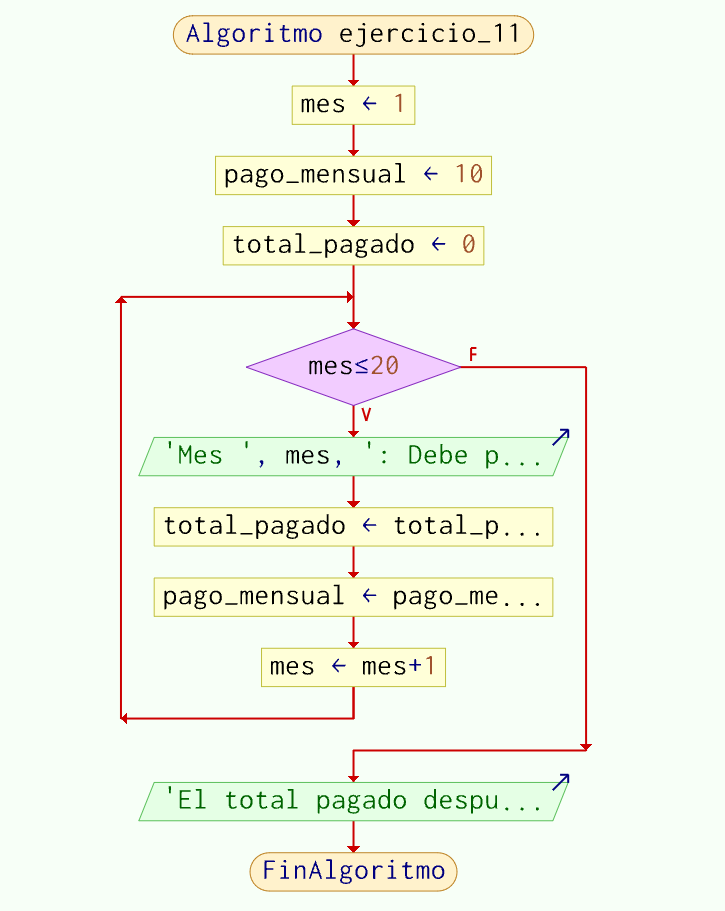 Algoritmo ejercicio_11
mes ← 1
pago_mensual ← 10
total_pagado ← 0
mes≤20
F
V
'Mes ', mes, ': Debe p...
total_pagado ← total_p...
pago_mensual ← pago_me...
mes ← mes+1
'El total pagado despu...
FinAlgoritmo